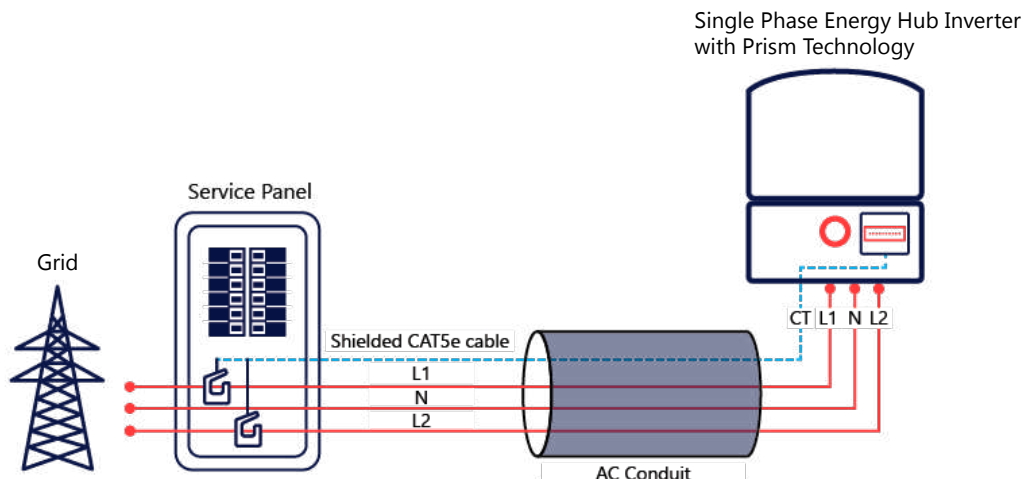 Single Phase Energy Hub Inverter
with Prism Technology
Service Panel
Grid
CT L1 N L2
Shielded CAT5e cable
L1
N
L2
AC Conduit